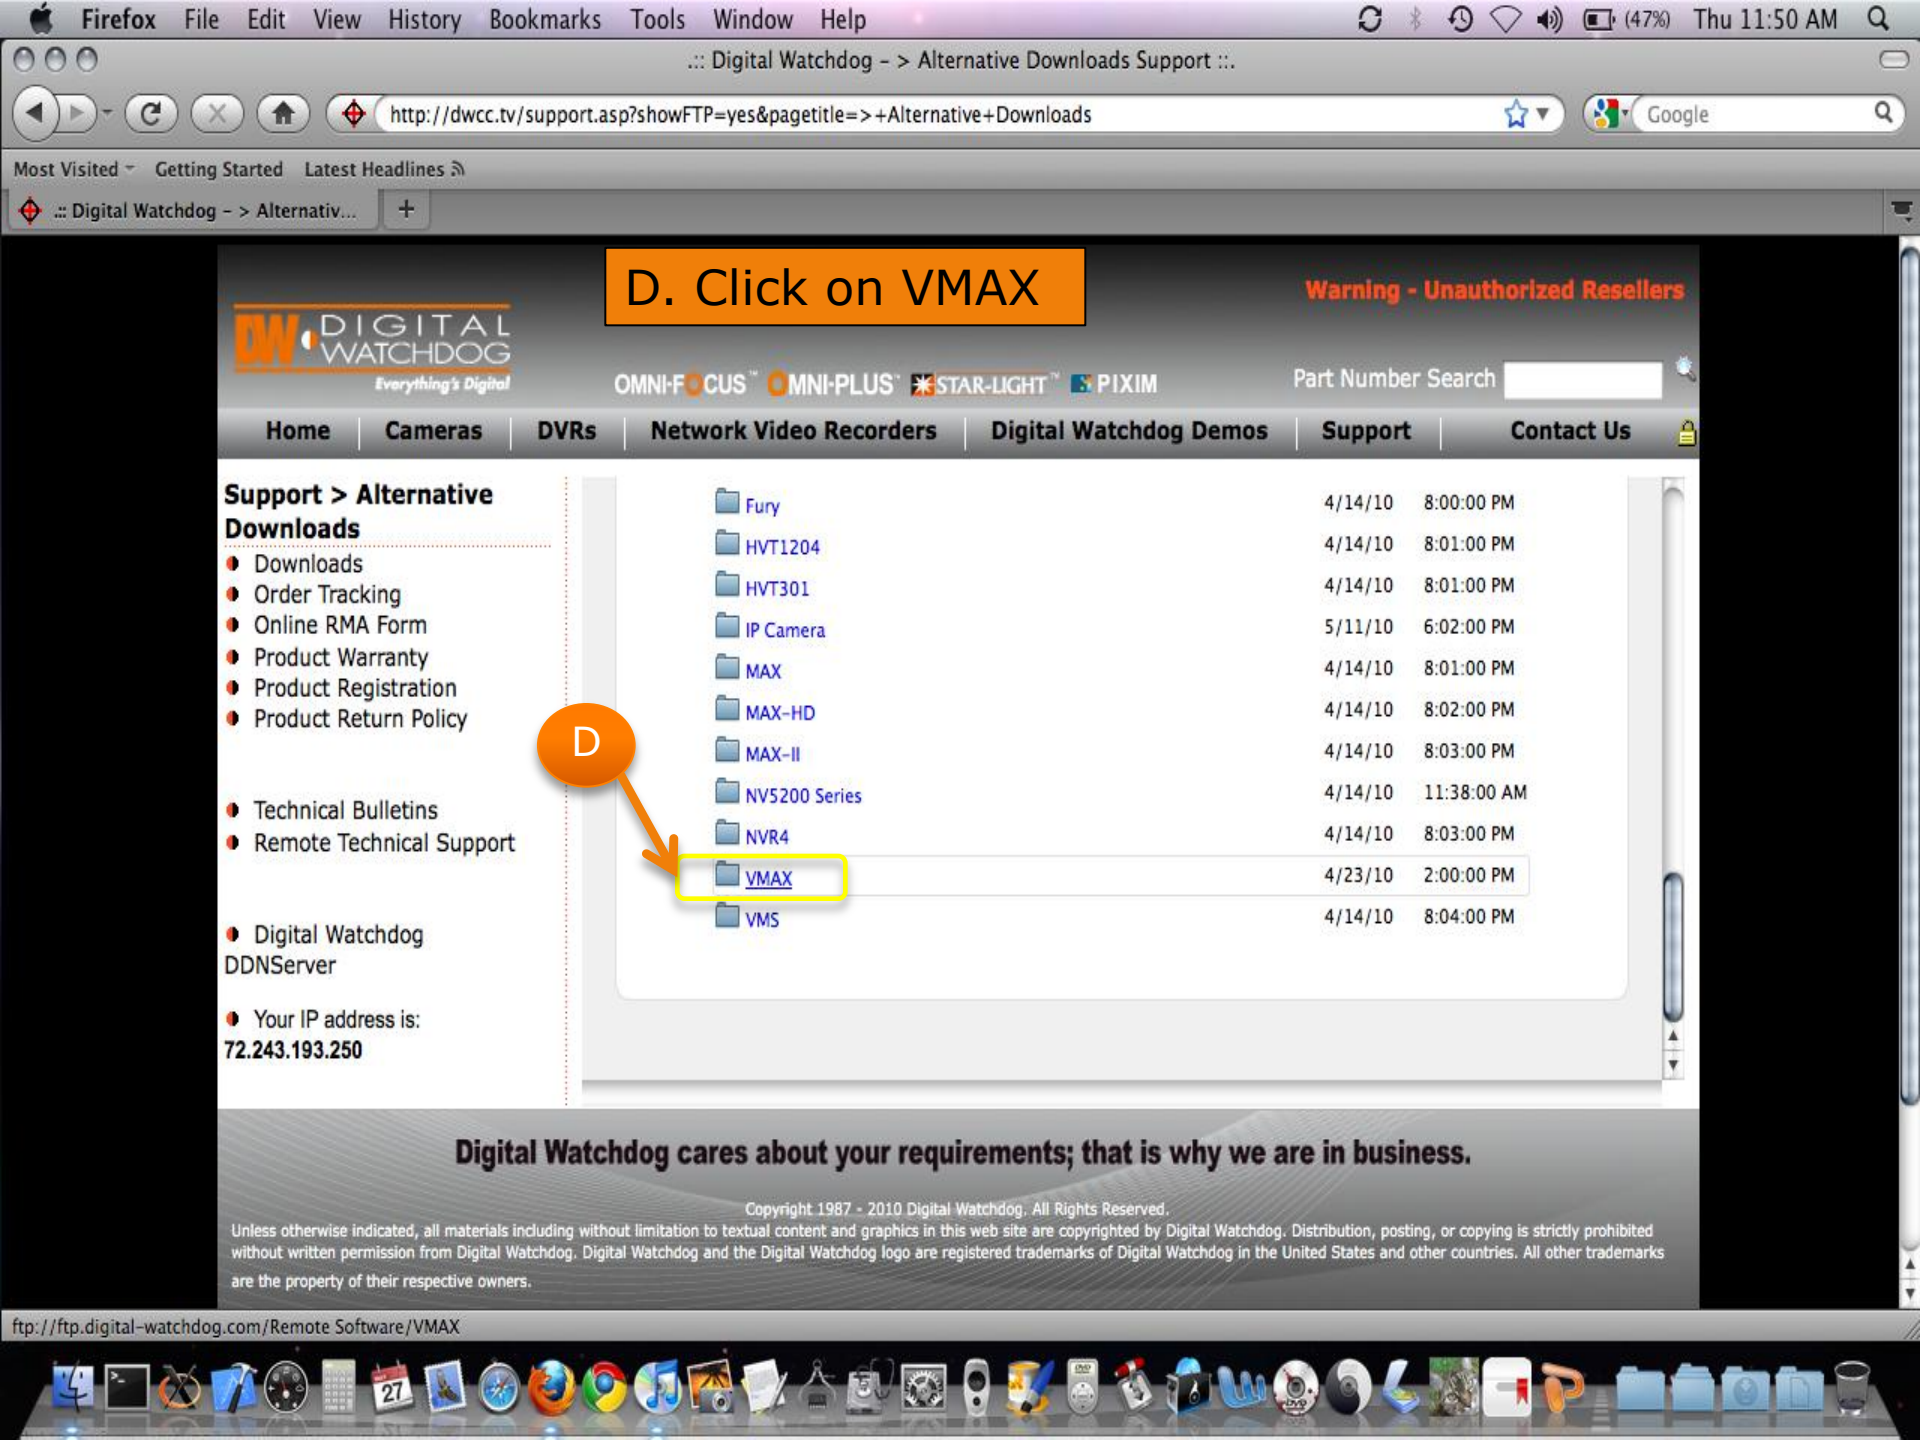 Firefox File Edit View History Bookmarks Tools Window Help (47%) Thu 11:50 AM
.:: Digital Watchdog - > Alternative Downloads Support ::.
http://dwcc.tv/support.asp?showFTP=yes&pagetitle=>+Alternative+Downloads Google
Most Visited Getting Started Latest Headlines
.:: Digital Watchdog - > Alternativ... +
D. Click on VMAX
Warning - Unauthorized Resellers
DW DIGITAL WATCHDOG
Everything's Digital
OMNI-FOCUS™ OMNI-PLUS™ STAR-LIGHT™ PIXIM
Part Number Search
Home Cameras DVRs Network Video Recorders Digital Watchdog Demos Support Contact Us
Support > Alternative
Downloads
Downloads
Order Tracking
Online RMA Form
Product Warranty
Product Registration
Product Return Policy
Technical Bulletins
Remote Technical Support
Digital Watchdog
DDNServer
Your IP address is:
72.243.193.250
D
Fury 4/14/10 8:00:00 PM
HVT1204 4/14/10 8:01:00 PM
HVT301 4/14/10 8:01:00 PM
IP Camera 5/11/10 6:02:00 PM
MAX 4/14/10 8:01:00 PM
MAX-HD 4/14/10 8:02:00 PM
MAX-II 4/14/10 8:03:00 PM
NV5200 Series 4/14/10 11:38:00 AM
NVR4 4/14/10 8:03:00 PM
VMAX 4/23/10 2:00:00 PM
VMS 4/14/10 8:04:00 PM
Digital Watchdog cares about your requirements; that is why we are in business.
Copyright 1987 - 2010 Digital Watchdog. All Rights Reserved.
Unless otherwise indicated, all materials including without limitation to textual content and graphics in this web site are copyrighted by Digital Watchdog. Distribution, posting, or copying is strictly prohibited
without written permission from Digital Watchdog. Digital Watchdog and the Digital Watchdog logo are registered trademarks of Digital Watchdog in the United States and other countries. All other trademarks
are the property of their respective owners.
ftp://ftp.digital-watchdog.com/Remote Software/VMAX
27